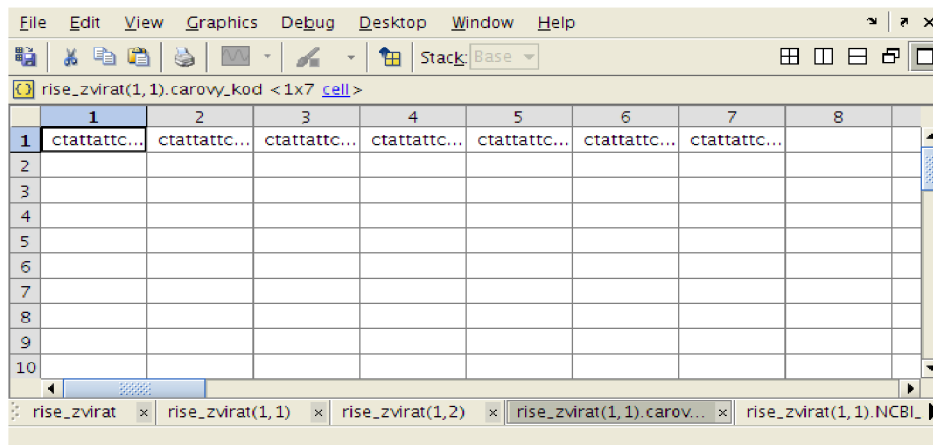 File Edit View Graphics Debug Desktop Window Help
Stack: Base
rise_zvirat(1,1).carovy_kod <1x7 cell>
1 2 3 4 5 6 7 8
1 ctattattc... ctattattc... ctattattc... ctattattc... ctattattc... ctattattc... ctattattc...
2
3
4
5
6
7
8
9
10
rise_zvirat rise_zvirat(1,1) rise_zvirat(1,2) rise_zvirat(1,1).carov... rise_zvirat(1,1).NCBI_